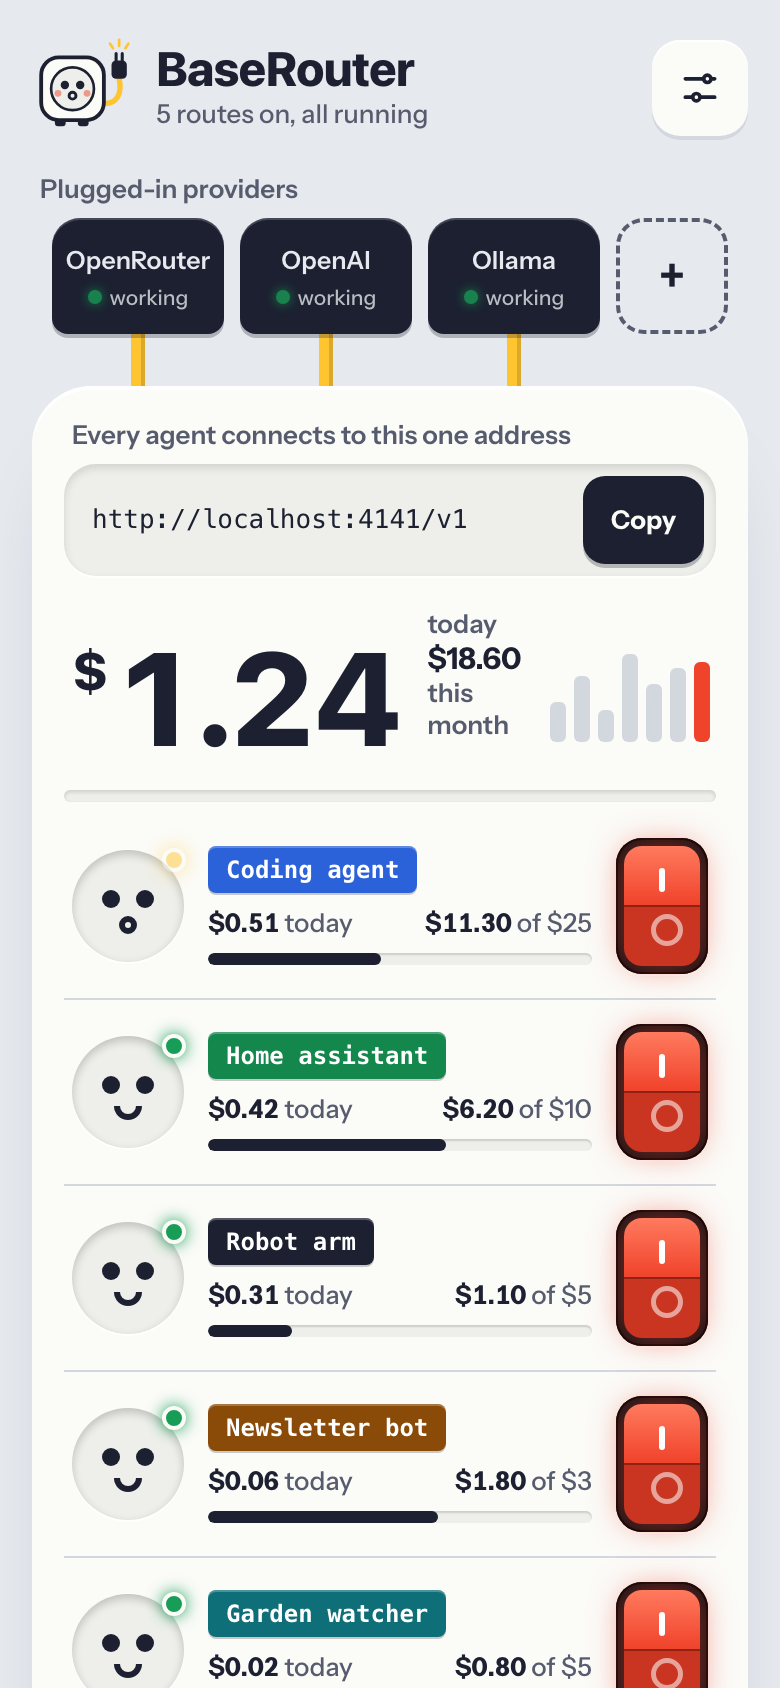 BaseRouter
5 routes on, all running
Plugged-in providers
OpenRouter
working
OpenAI
working
Ollama
working
+
Every agent connects to this one address
http://localhost:4141/v1
Copy
$1.24
today
$18.60
this
month
Coding agent
$0.51 today $11.30 of $25
Home assistant
$0.42 today $6.20 of $10
Robot arm
$0.31 today $1.10 of $5
Newsletter bot
$0.06 today $1.80 of $3
Garden watcher
$0.02 today $0.80 of $5